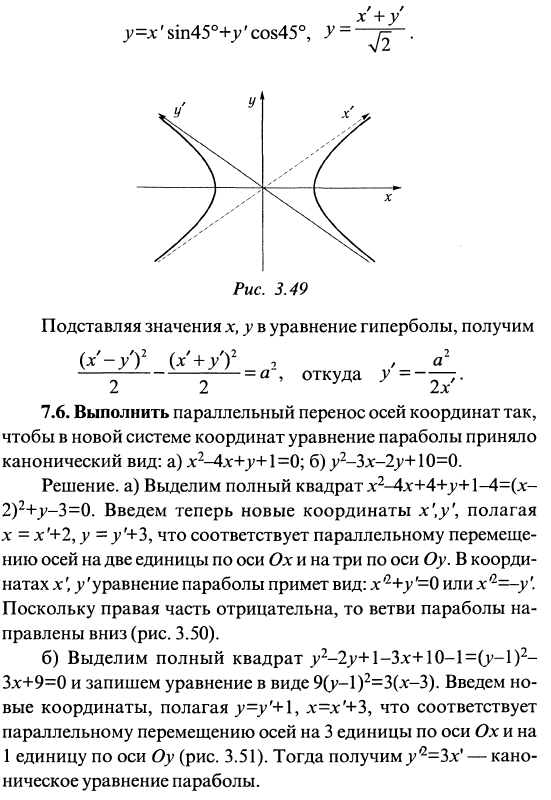 y=x'sin45°+y'cos45°, y = (x'+y')/√2 .
y'
y
x'
x
Рис. 3.49
Подставляя значения x, y в уравнение гиперболы, получим
(x'−y')²/2 − (x'+y')²/2 = a², откуда y' = − a²/2x' .
7.6. Выполнить параллельный перенос осей координат так,
чтобы в новой системе координат уравнение параболы приняло
канонический вид: а) x²–4x+y+1=0; б) y²–3x–2y+10=0.
Решение. а) Выделим полный квадрат x²–4x+4+y+1–4=(x–
2)²+y–3=0. Введем теперь новые координаты x',y', полагая
x = x'+2, y = y'+3, что соответствует параллельному перемеще-
нию осей на две единицы по оси Ox и на три по оси Oy. В коорди-
натах x', y' уравнение параболы примет вид: x'²+y'=0 или x'²=–y'.
Поскольку правая часть отрицательна, то ветви параболы на-
правлены вниз (рис. 3.50).
б) Выделим полный квадрат y²–2y+1–3x+10–1=(y–1)²–
3x+9=0 и запишем уравнение в виде 9(y–1)²=3(x–3). Введем но-
вые координаты, полагая y=y'+1, x=x'+3, что соответствует
параллельному перемещению осей на 3 единицы по оси Ox и на
1 единицу по оси Oy (рис. 3.51). Тогда получим y'²=3x' — кано-
ническое уравнение параболы.